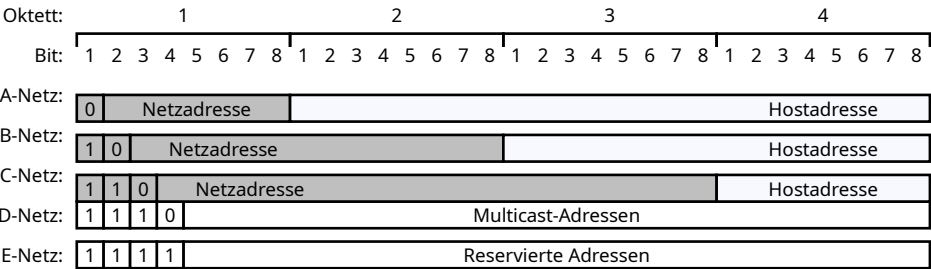 Oktett: 1 2 3 4
Bit: 1 2 3 4 5 6 7 8 1 2 3 4 5 6 7 8 1 2 3 4 5 6 7 8 1 2 3 4 5 6 7 8
A-Netz: 0 Netzadresse Hostadresse
B-Netz: 1 0 Netzadresse Hostadresse
C-Netz: 1 1 0 Netzadresse Hostadresse
D-Netz: 1 1 1 0 Multicast-Adressen
E-Netz: 1 1 1 1 Reservierte Adressen